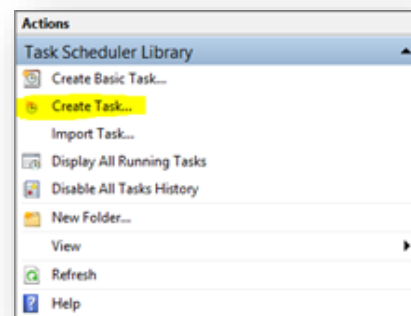 Actions
Task Scheduler Library
Create Basic Task...
Create Task...
Import Task...
Display All Running Tasks
Disable All Tasks History
New Folder...
View
Refresh
Help